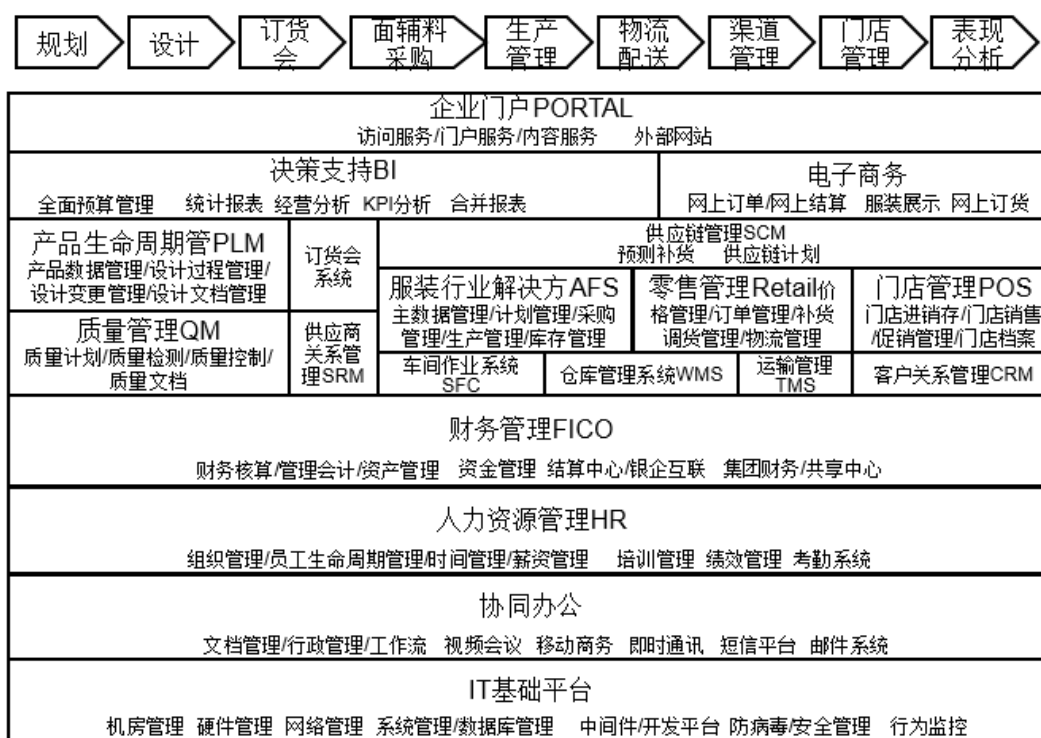 规划
设计
订货
会
面辅料
采购
生产
管理
物流
配送
渠道
管理
门店
管理
表现
分析
企业门户PORTAL
访问服务/门户服务/内容服务 外部网站
决策支持BI
全面预算管理 统计报表 经营分析 KPI分析 合并报表
电子商务
网上订单/网上结算 服装展示 网上订货
产品生命周期管PLM
产品数据管理/设计过程管理/
设计变更管理/设计文档管理
订货会
系统
供应链管理SCM
预测补货 供应链计划
服装行业解决方AFS
主数据管理/计划管理/采购
管理/生产管理/库存管理
零售管理Retail价
格管理/订单管理/补货
调货管理/物流管理
门店管理POS
门店进销存/门店销售
/促销管理/门店档案
质量管理QM
质量计划/质量检测/质量控制/
质量文档
供应商
关系管
理SRM
车间作业系统
SFC
仓库管理系统WMS
运输管理
TMS
客户关系管理CRM
财务管理FICO
财务核算/管理会计/资产管理 资金管理 结算中心/银企互联 集团财务/共享中心
人力资源管理HR
组织管理/员工生命周期管理/时间管理/薪资管理 培训管理 绩效管理 考勤系统
协同办公
文档管理/行政管理/工作流 视频会议 移动商务 即时通讯 短信平台 邮件系统
IT基础平台
机房管理 硬件管理 网络管理 系统管理/数据库管理 中间件/开发平台 防病毒/安全管理 行为监控